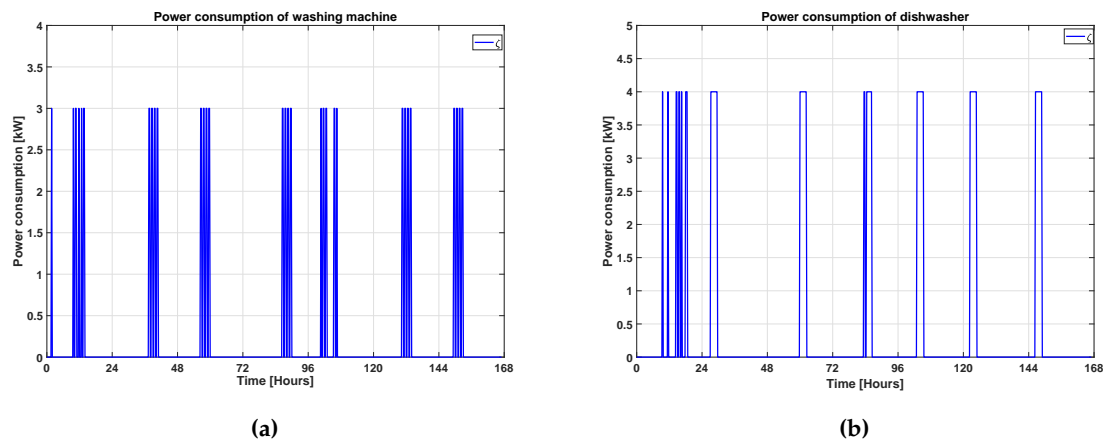 Power consumption of washing machine
4
3.5
3
2.5
2
1.5
1
0.5
0
Power consumption [kW]
ζ
0 24 48 72 96 120 144 168
Time [Hours]
(a)
Power consumption of dishwasher
5
4.5
4
3.5
3
2.5
2
1.5
1
0.5
0
Power consumption [kW]
ζ
0 24 48 72 96 120 144 168
Time [Hours]
(b)